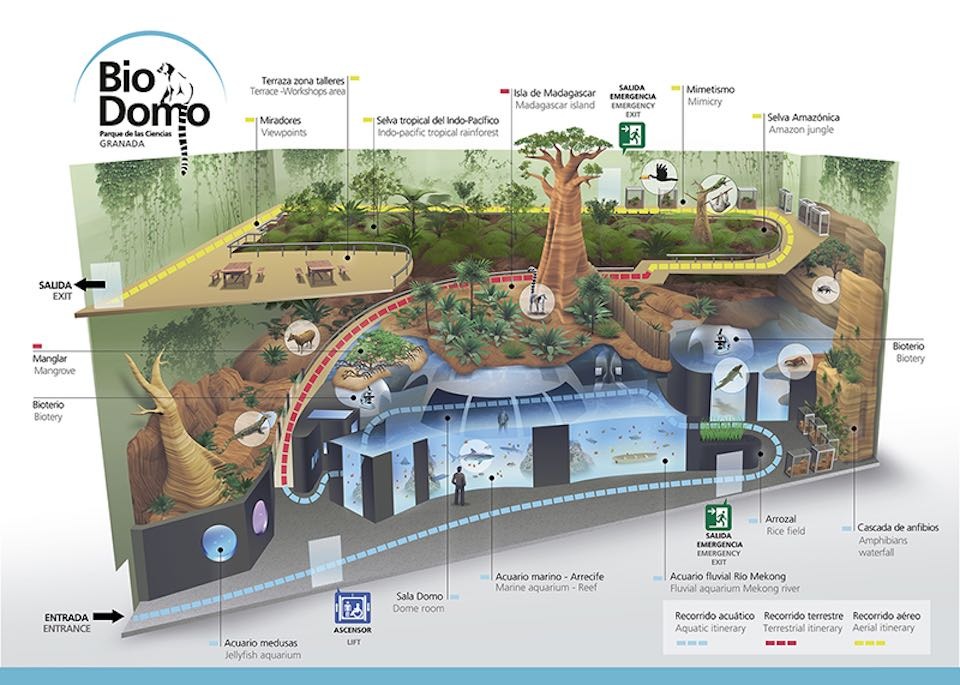 Bio
Domo
Parque de las Ciencias
GRANADA
Terraza zona talleres
Terrace -Workshops area
Miradores
Viewpoints
Selva tropical del Indo-Pacífico
Indo-pacific tropical rainforest
Isla de Madagascar
Madagascar island
SALIDA
EMERGENCIA
EMERGENCY
EXIT
Mimetismo
Mimicry
Selva Amazónica
Amazon jungle
SALIDA
EXIT
Manglar
Mangrove
Bioterio
Biotery
Bioterio
Biotery
SALIDA
EMERGENCIA
EMERGENCY
EXIT
Arrozal
Rice field
Cascada de anfibios
Amphibians
waterfall
Acuario marino - Arrecife
Marine aquarium - Reef
Acuario fluvial Río Mekong
Fluvial aquarium Mekong river
Sala Domo
Dome room
ENTRADA
ENTRANCE
ASCENSOR
LIFT
Acuario medusas
Jellyfish aquarium
Recorrido acuático
Aquatic itinerary
Recorrido terrestre
Terrestrial itinerary
Recorrido aéreo
Aerial itinerary